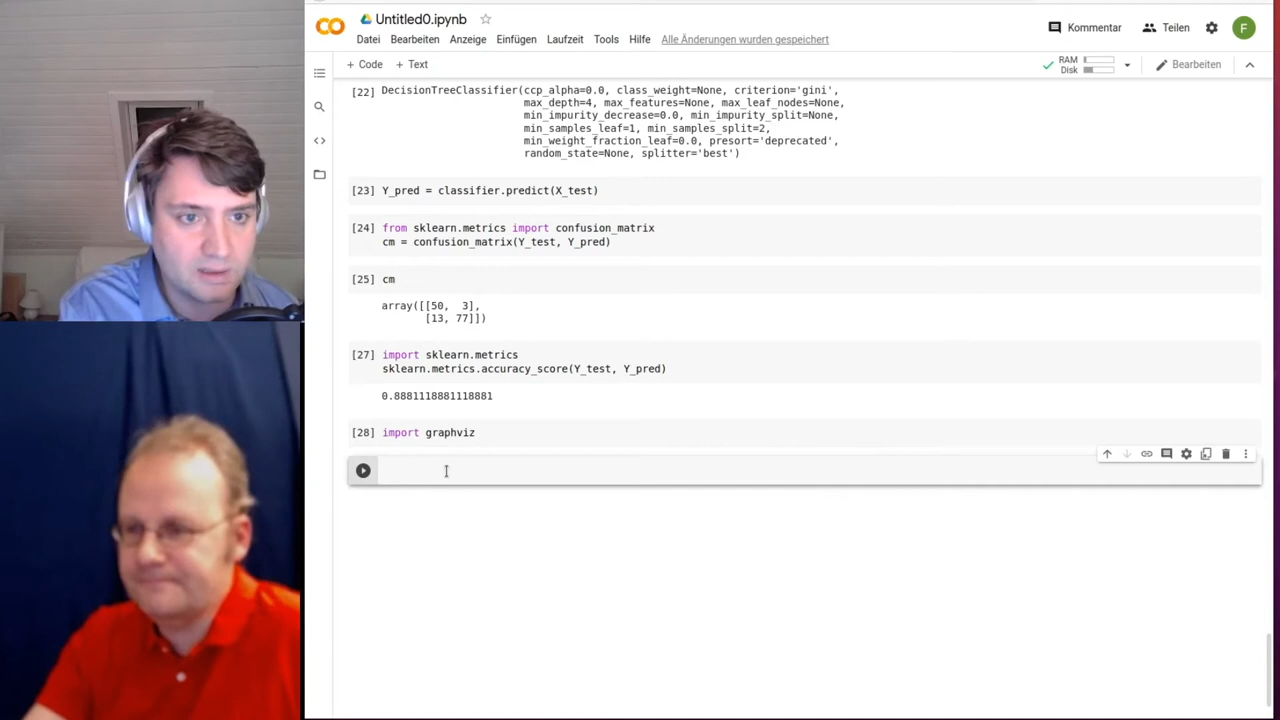 Untitled0.ipynb
Datei Bearbeiten Anzeige Einfügen Laufzeit Tools Hilfe Alle Änderungen wurden gespeichert
Kommentar Teilen F
+ Code + Text
RAM
Disk
Bearbeiten
[22] DecisionTreeClassifier(ccp_alpha=0.0, class_weight=None, criterion='gini',
max_depth=4, max_features=None, max_leaf_nodes=None,
min_impurity_decrease=0.0, min_impurity_split=None,
min_samples_leaf=1, min_samples_split=2,
min_weight_fraction_leaf=0.0, presort='deprecated',
random_state=None, splitter='best')
[23] Y_pred = classifier.predict(X_test)
[24] from sklearn.metrics import confusion_matrix
cm = confusion_matrix(Y_test, Y_pred)
[25] cm
array([[50, 3],
[13, 77]])
[27] import sklearn.metrics
sklearn.metrics.accuracy_score(Y_test, Y_pred)
0.8881118881118881
[28] import graphviz